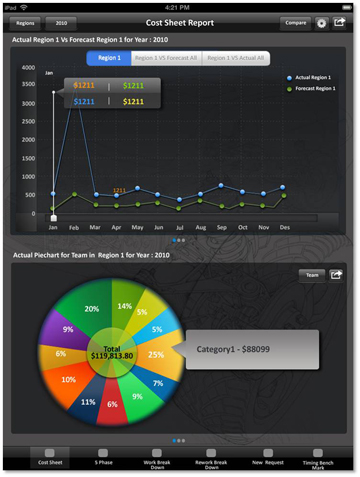 iPad 4:21 PM
Regions 2010 Cost Sheet Report Compare
Actual Region 1 Vs Forecast Region 1 for Year : 2010
Region 1 Region 1 VS Forecast All Region 1 VS Actual All
4000
3500
3000
2500
2000
1500
1000
500
0
Jan
$1211 | $1211
$1211 | $1211
Actual Region 1
Forecast Region 1
1211
Jan Feb Mar Apr May Jun Jul Aug Sep Oct Nov Des
Actual Piechart for Team in Region 1 for Year : 2010
Team
20% 14% 5% 5% 25% 7% 9% 6% 11% 10% 6% 9%
Total
$119,813.80
Category1 - $88099
Cost Sheet
5 Phase
Work Break
Down
Rework Break
Down
New Request
Timing Bench
Mark